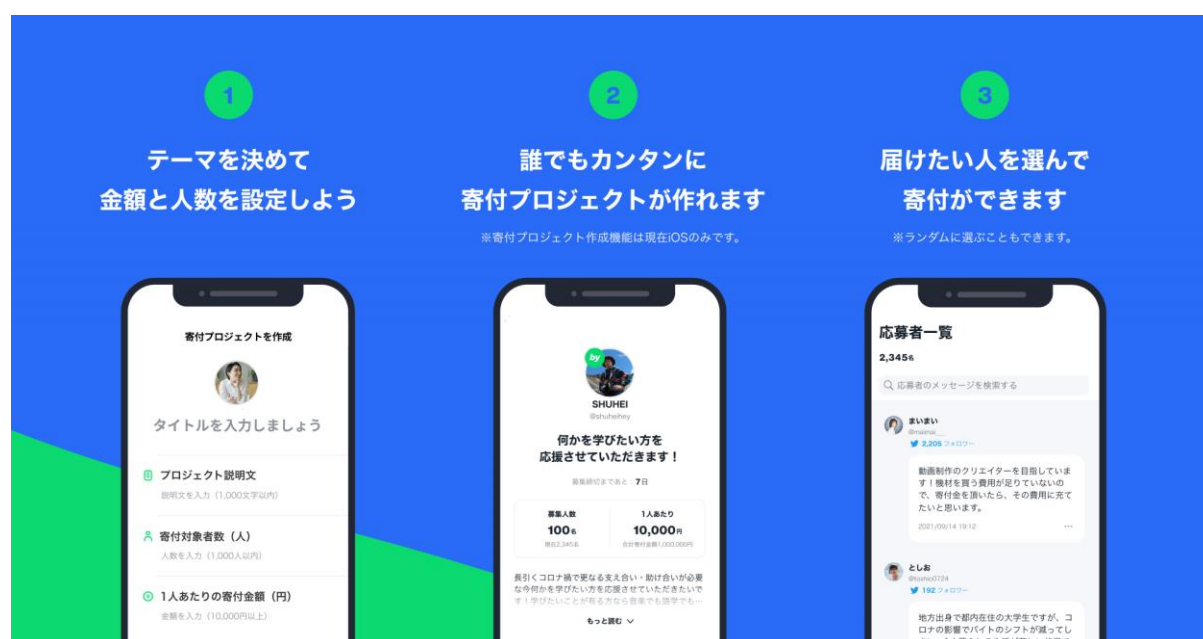 1
テーマを決めて
金額と人数を設定しよう
寄付プロジェクトを作成
タイトルを入力しましょう
プロジェクト説明文
説明文を入力（1,000文字以内）
寄付対象者数（人）
人数を入力（1,000人以内）
1人あたりの寄付金額（円）
金額を入力（10,000円以上）
2
誰でもカンタンに
寄付プロジェクトが作れます
※寄付プロジェクト作成機能は現在iOSのみです。
by
SHUHEI
@shuheihey
何かを学びたい方を
応援させていただきます！
募集締切まであと：7日
募集人数
100名
現在2,345名
1人あたり
10,000円
合計寄付金額1,000,000円
長引くコロナ禍で更なる支え合い・助け合いが必要
な今何かを学びたい方を応援させていただきたいで
す！学びたいことが有る方なら音楽でも語学でも…
もっと読む
3
届けたい人を選んで
寄付ができます
※ランダムに選ぶこともできます。
応募者一覧
2,345名
応募者のメッセージを検索する
まいまい
@maimai__
2,205 フォロワー
動画制作のクリエイターを目指していま
す！機材を買う費用が足りていないの
で、寄付金を頂いたら、その費用に充て
たいと思います。
2021/09/14 19:12
としお
@toshio0724
192 フォロワー
地方出身で都内在住の大学生ですが、コ
ロナの影響でバイトのシフトが減ってし